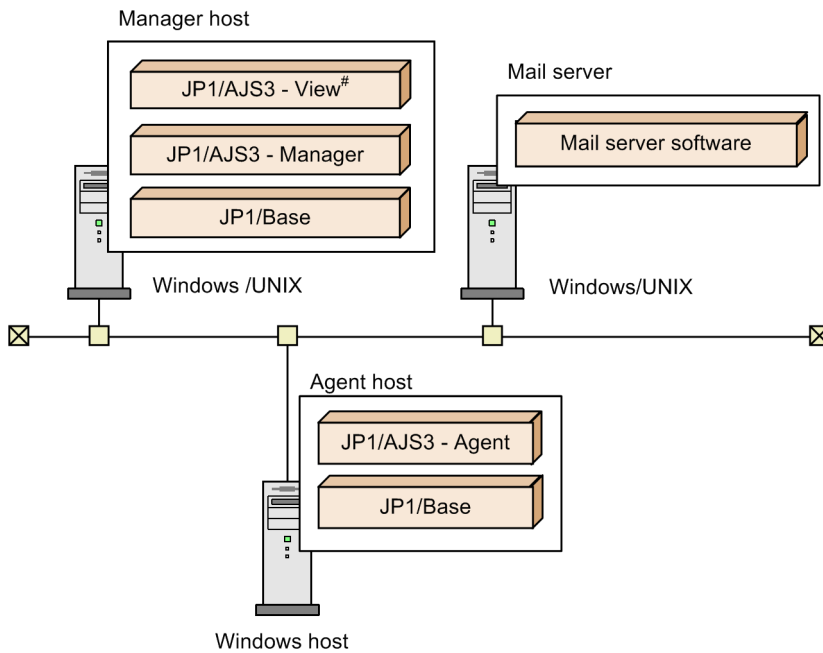 Manager host
JP1/AJS3 - View#
JP1/AJS3 - Manager
JP1/Base
Windows /UNIX
Mail server
Mail server software
Windows/UNIX
Agent host
JP1/AJS3 - Agent
JP1/Base
Windows host